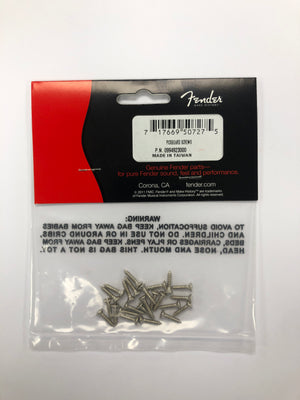 Fender
PICKGUARD SCREWS
7 17669 50727 5
P.N. 0994923000
MADE IN TAIWAN
Genuine Fender parts—
for pure Fender sound, feel and performance.
Corona, CA fender.com
WARNING:
TO AVOID SUFFOCATION, KEEP AWAY FROM BABIES
AND CHILDREN. DO NOT USE IN OR AROUND CRIBS,
BEDS, CARRIAGES OR PLAY PENS. KEEP BAG AWAY FROM
HEAD, NOSE AND MOUTH. THIS BAG IS NOT A TOY.